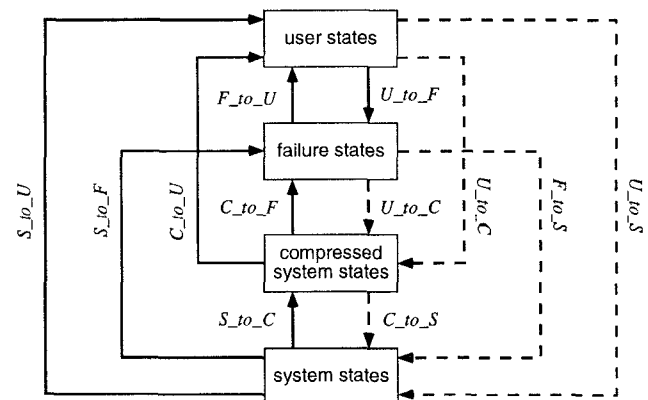 user states
F_to_U
U_to_F
failure states
S_to_U
S_to_F
C_to_U
C_to_F
U_to_C
U_to_C
F_to_S
U_to_S
compressed
system states
S_to_C
C_to_S
system states